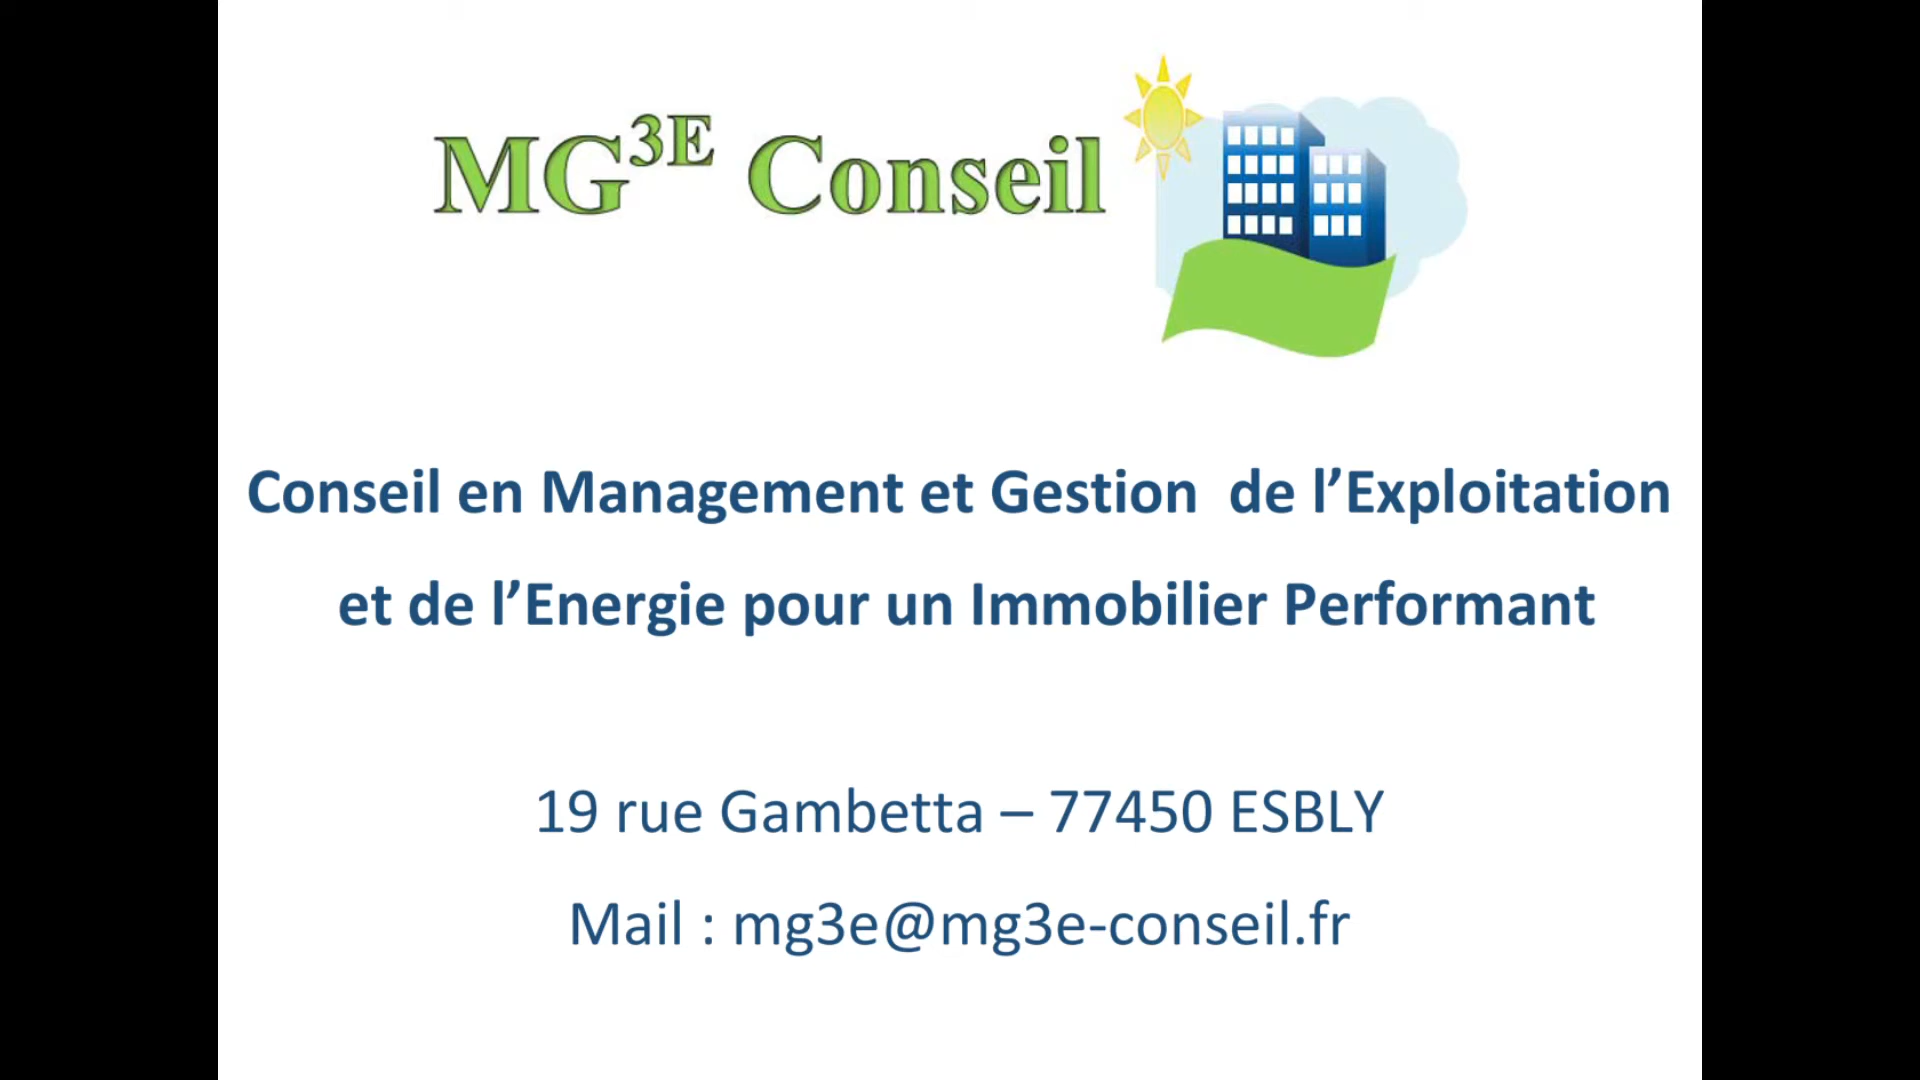 MG3E Conseil
Conseil en Management et Gestion  de l’Exploitation
et de l’Energie pour un Immobilier Performant
19 rue Gambetta – 77450 ESBLY
Mail : mg3e@mg3e-conseil.fr